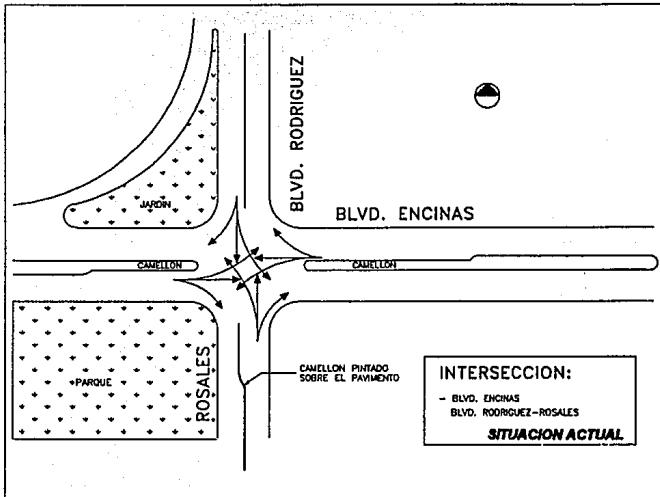 BLVD. RODRIGUEZ
JARDIN
BLVD. ENCINAS
CAMELLON
CAMELLON
ROSALES
PARQUE
CAMELLON PINTADO
SOBRE EL PAVIMENTO
INTERSECCION:
- BLVD. ENCINAS
BLVD. RODRIGUEZ-ROSALES
SITUACION ACTUAL